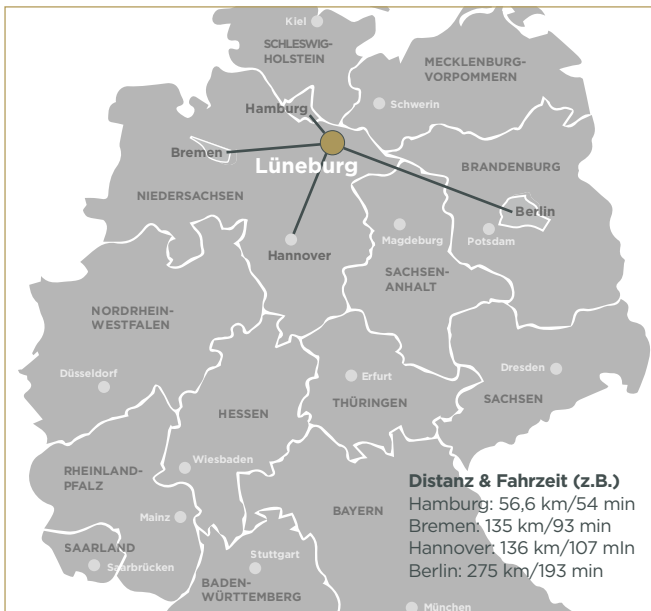 Kiel
SCHLESWIG-
HOLSTEIN
MECKLENBURG-
VORPOMMERN
Hamburg
Schwerin
Bremen
Lüneburg
BRANDENBURG
NIEDERSACHSEN
Berlin
Magdeburg
Potsdam
Hannover
SACHSEN-
ANHALT
NORDRHEIN-
WESTFALEN
Düsseldorf
Erfurt
Dresden
THÜRINGEN
SACHSEN
HESSEN
Wiesbaden
RHEINLAND-
PFALZ
Mainz
BAYERN
SAARLAND
Saarbrücken
Stuttgart
BADEN-
WÜRTTEMBERG
München
Distanz & Fahrzeit (z.B.)
Hamburg: 56,6 km/54 min
Bremen: 135 km/93 min
Hannover: 136 km/107 mln
Berlin: 275 km/193 min